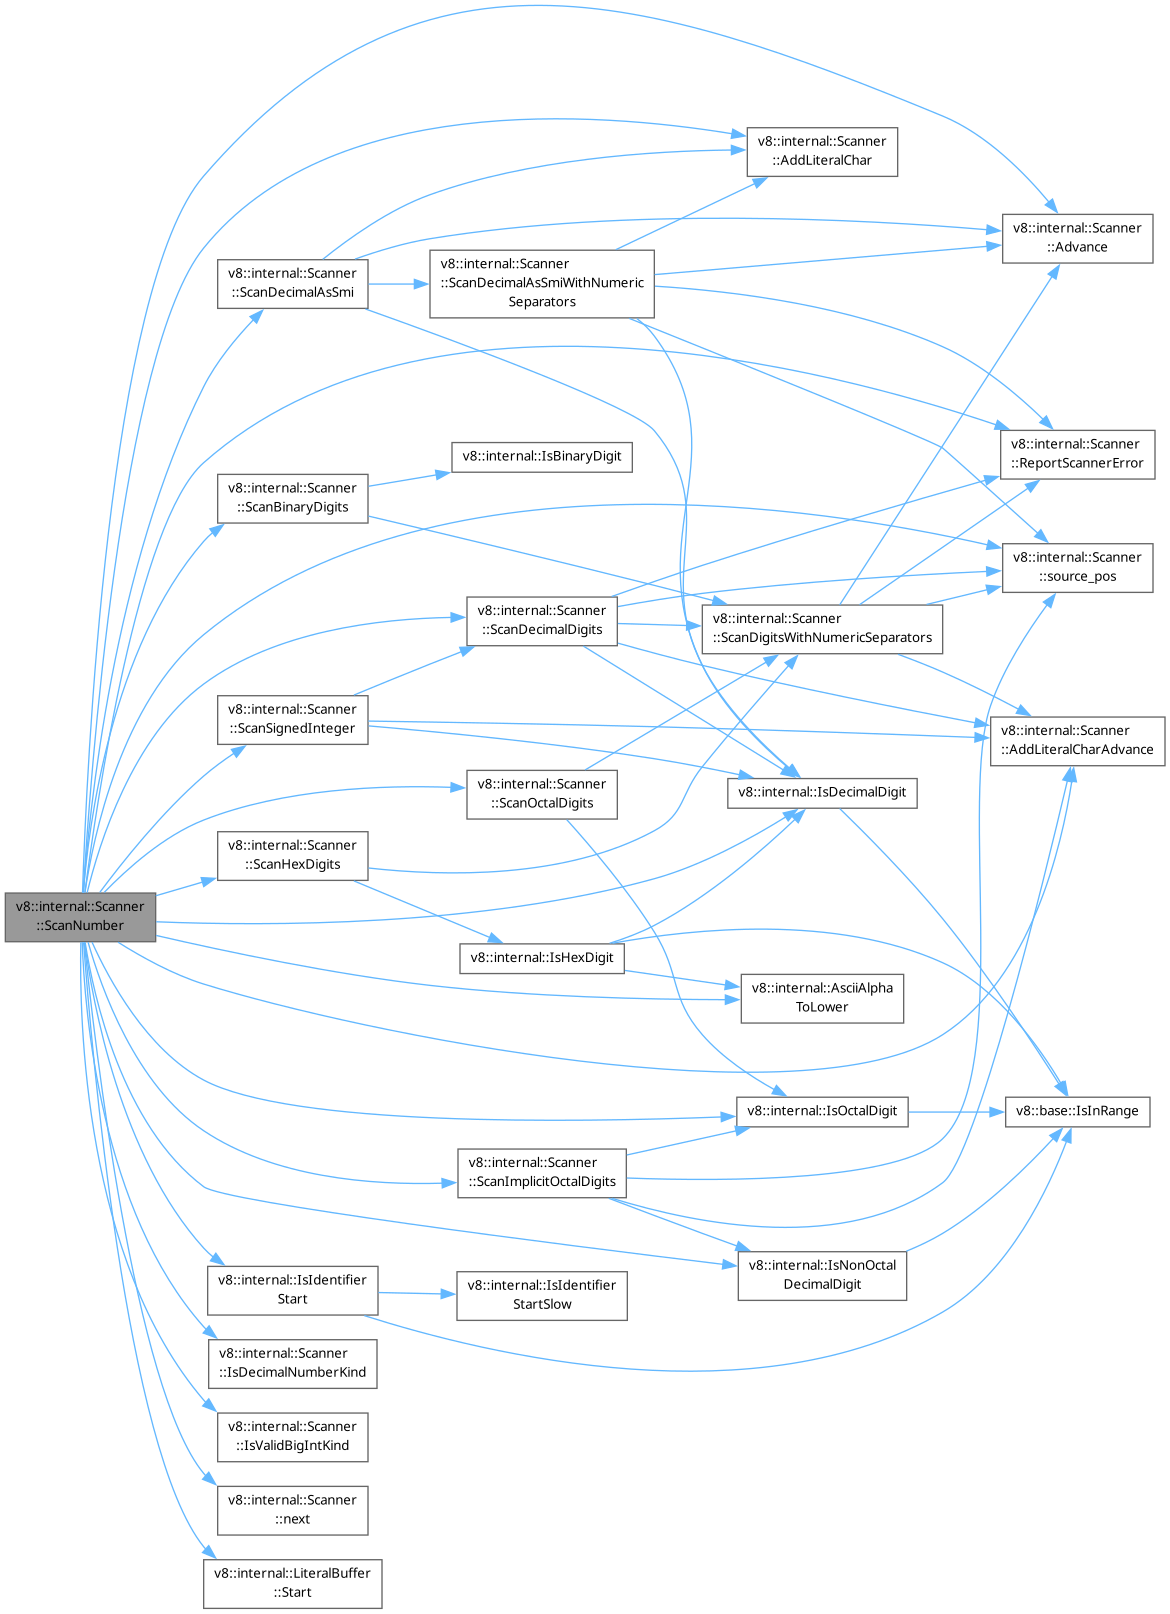 v8::internal::Scanner
::AddLiteralChar
v8::internal::Scanner
::Advance
v8::internal::Scanner
::ScanDecimalAsSmi
v8::internal::Scanner
::ScanDecimalAsSmiWithNumeric
Separators
v8::internal::Scanner
::ReportScannerError
v8::internal::IsBinaryDigit
v8::internal::Scanner
::ScanBinaryDigits
v8::internal::Scanner
::source_pos
v8::internal::Scanner
::ScanDecimalDigits
v8::internal::Scanner
::ScanDigitsWithNumericSeparators
v8::internal::Scanner
::ScanSignedInteger
v8::internal::Scanner
::AddLiteralCharAdvance
v8::internal::Scanner
::ScanOctalDigits
v8::internal::IsDecimalDigit
v8::internal::Scanner
::ScanHexDigits
v8::internal::Scanner
::ScanNumber
v8::internal::IsHexDigit
v8::internal::AsciiAlpha
ToLower
v8::internal::IsOctalDigit
v8::base::IsInRange
v8::internal::Scanner
::ScanImplicitOctalDigits
v8::internal::IsNonOctal
DecimalDigit
v8::internal::IsIdentifier
Start
v8::internal::IsIdentifier
StartSlow
v8::internal::Scanner
::IsDecimalNumberKind
v8::internal::Scanner
::IsValidBigIntKind
v8::internal::Scanner
::next
v8::internal::LiteralBuffer
::Start